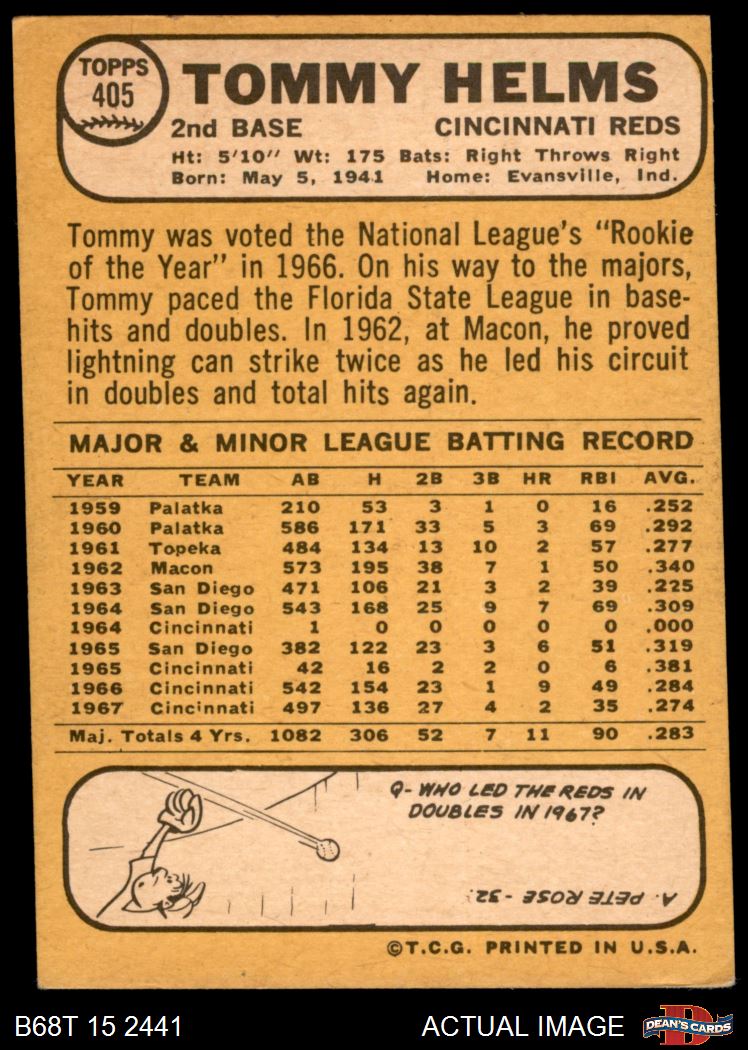 TOPPS
405
TOMMY HELMS
2nd BASE CINCINNATI REDS
Ht: 5'10" Wt: 175 Bats: Right Throws Right
Born: May 5, 1941 Home: Evansville, Ind.
Tommy was voted the National League's "Rookie
of the Year" in 1966. On his way to the majors,
Tommy paced the Florida State League in base-
hits and doubles. In 1962, at Macon, he proved
lightning can strike twice as he led his circuit
in doubles and total hits again.
MAJOR & MINOR LEAGUE BATTING RECORD
YEAR TEAM AB H 2B 3B HR RBI AVG.
1959 Palatka 210 53 3 1 0 16 .252
1960 Palatka 586 171 33 5 3 69 .292
1961 Topeka 484 134 13 10 2 57 .277
1962 Macon 573 195 38 7 1 50 .340
1963 San Diego 471 106 21 3 2 39 .225
1964 San Diego 543 168 25 9 7 69 .309
1964 Cincinnati 1 0 0 0 0 0 .000
1965 San Diego 382 122 23 3 6 51 .319
1965 Cincinnati 42 16 2 2 0 6 .381
1966 Cincinnati 542 154 23 1 9 49 .284
1967 Cincinnati 497 136 27 4 2 35 .274
Maj. Totals 4 Yrs. 1082 306 52 7 11 90 .283
Q- WHO LED THE REDS IN
DOUBLES IN 1967?
A. PETE ROSE - 32.
©T.C.G. PRINTED IN U.S.A.
B68T 15 2441 ACTUAL IMAGE
D
DEAN'S CARDS